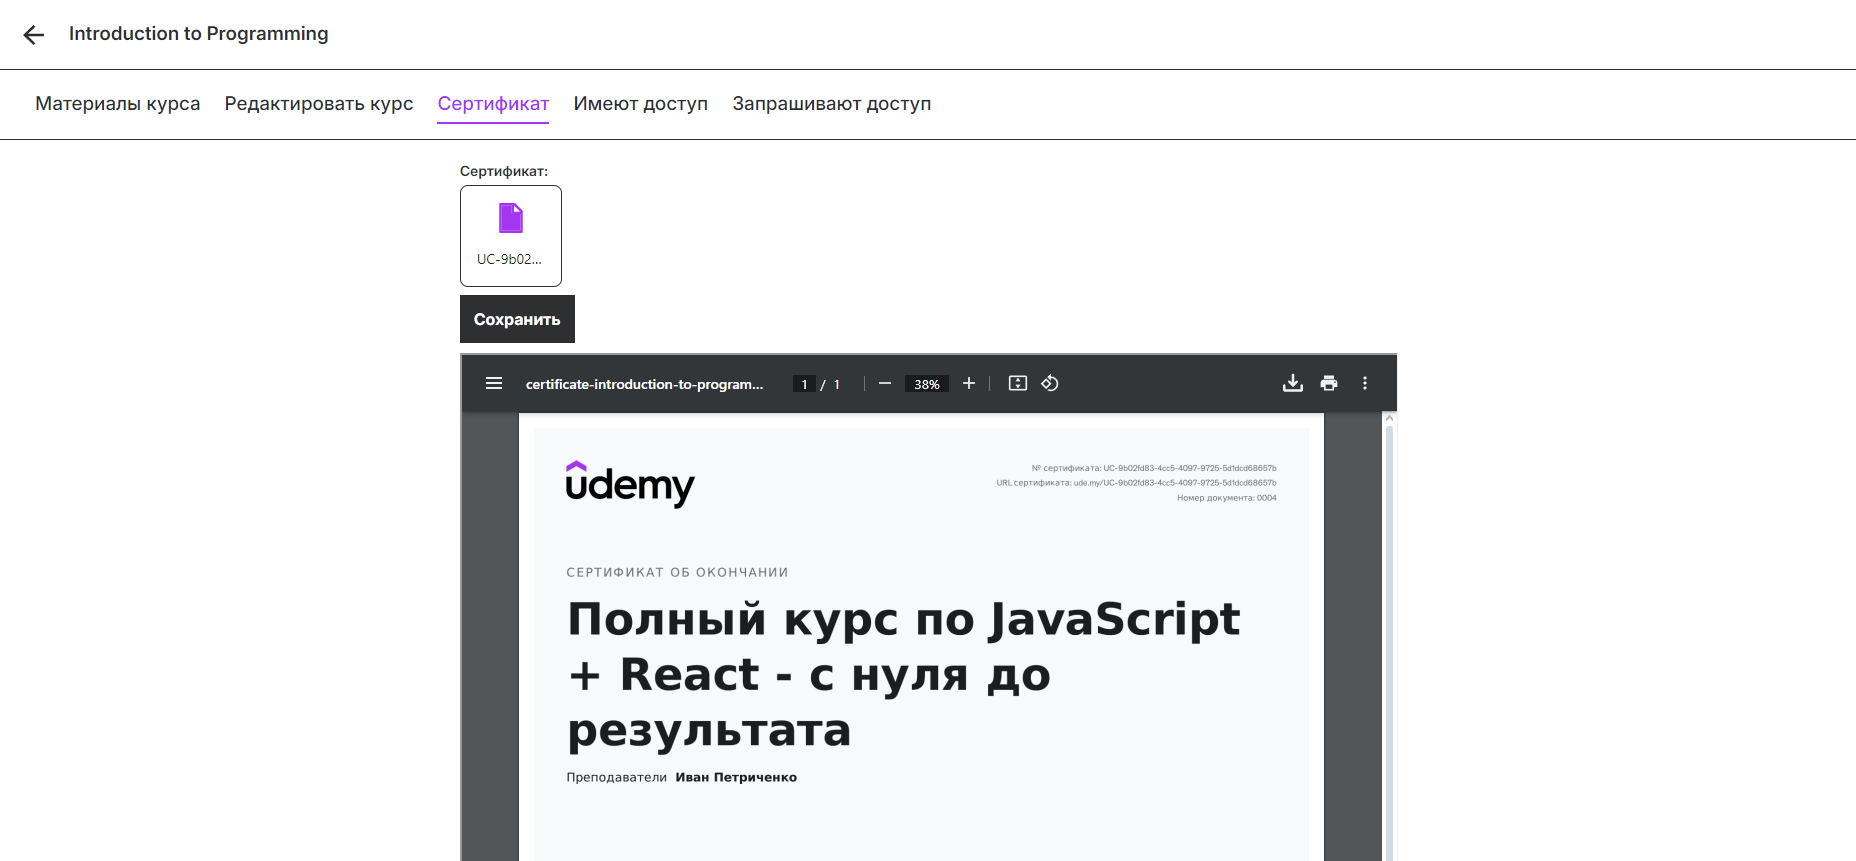 Introduction to Programming
Материалы курса Редактировать курс Сертификат Имеют доступ Запрашивают доступ
Сертификат:
UC-9b02...
Сохранить
certificate-introduction-to-program... 1 / 1 38%
udemy
№ сертификата: UC-9b02fd83-4cc5-4097-9725-5d1dcd68657b
URL сертификата: ude.my/UC-9b02fd83-4cc5-4097-9725-5d1dcd68657b
Номер документа: 0004
СЕРТИФИКАТ ОБ ОКОНЧАНИИ
Полный курс по JavaScript
+ React - с нуля до
результата
Преподаватели Иван Петриченко